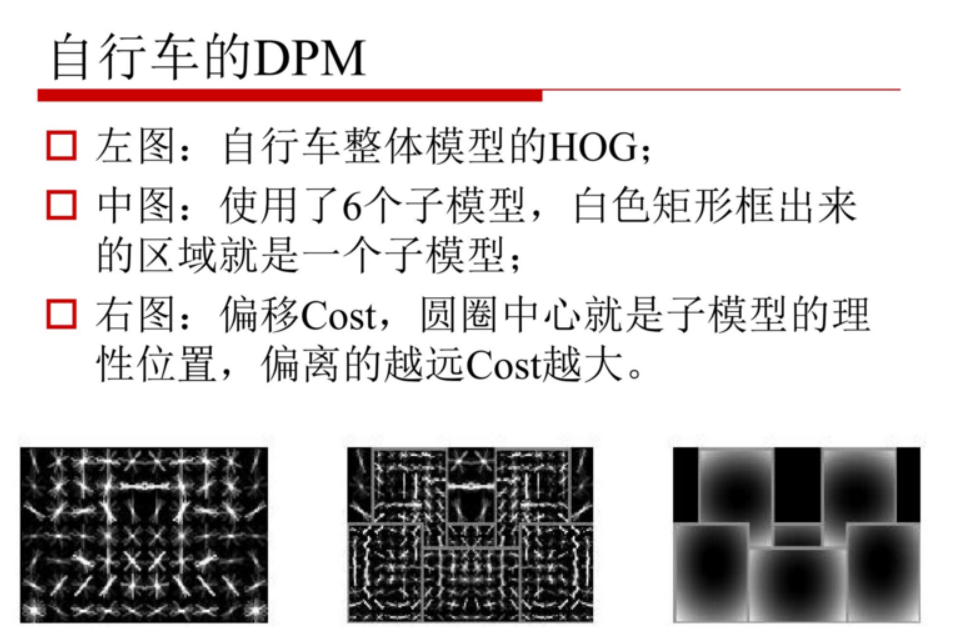 自行车的DPM
左图：自行车整体模型的HOG；
中图：使用了6个子模型，白色矩形框出来
的区域就是一个子模型；
右图：偏移Cost，圆圈中心就是子模型的理
性位置，偏离的越远Cost越大。